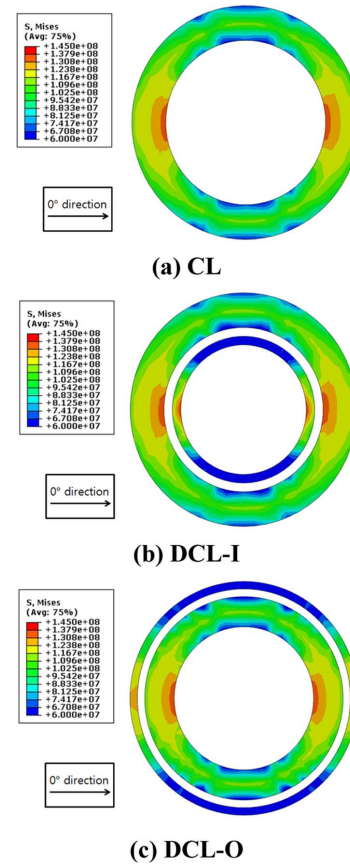 S, Mises
(Avg: 75%)
+1.450e+08
+1.379e+08
+1.308e+08
+1.238e+08
+1.167e+08
+1.096e+08
+1.025e+08
+9.542e+07
+8.833e+07
+8.125e+07
+7.417e+07
+6.708e+07
+6.000e+07
0° direction
(a) CL
S, Mises
(Avg: 75%)
+1.450e+08
+1.379e+08
+1.308e+08
+1.238e+08
+1.167e+08
+1.096e+08
+1.025e+08
+9.542e+07
+8.833e+07
+8.125e+07
+7.417e+07
+6.708e+07
+6.000e+07
0° direction
(b) DCL-I
S, Mises
(Avg: 75%)
+1.450e+08
+1.379e+08
+1.308e+08
+1.238e+08
+1.167e+08
+1.096e+08
+1.025e+08
+9.542e+07
+8.833e+07
+8.125e+07
+7.417e+07
+6.708e+07
+6.000e+07
0° direction
(c) DCL-O